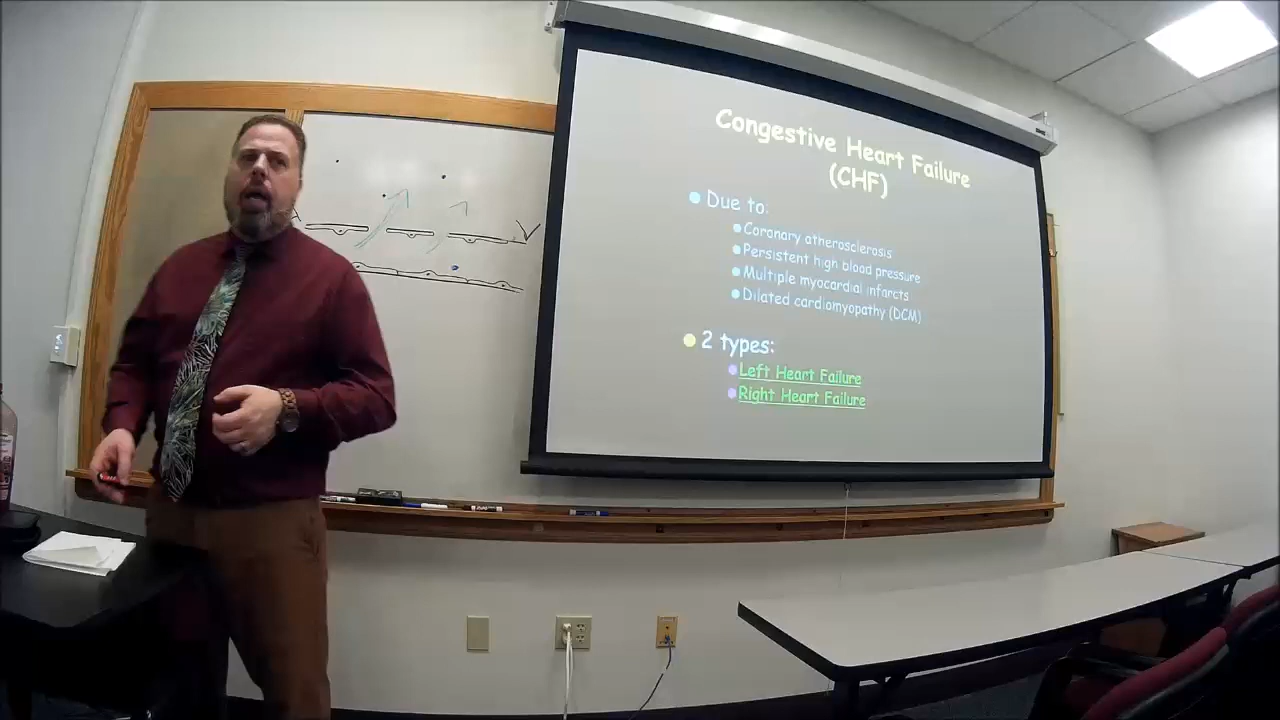 Congestive Heart Failure
(CHF)
Due to:
Coronary atherosclerosis
Persistent high blood pressure
Multiple myocardial infarcts
Dilated cardiomyopathy (DCM)
2 types:
Left Heart Failure
Right Heart Failure